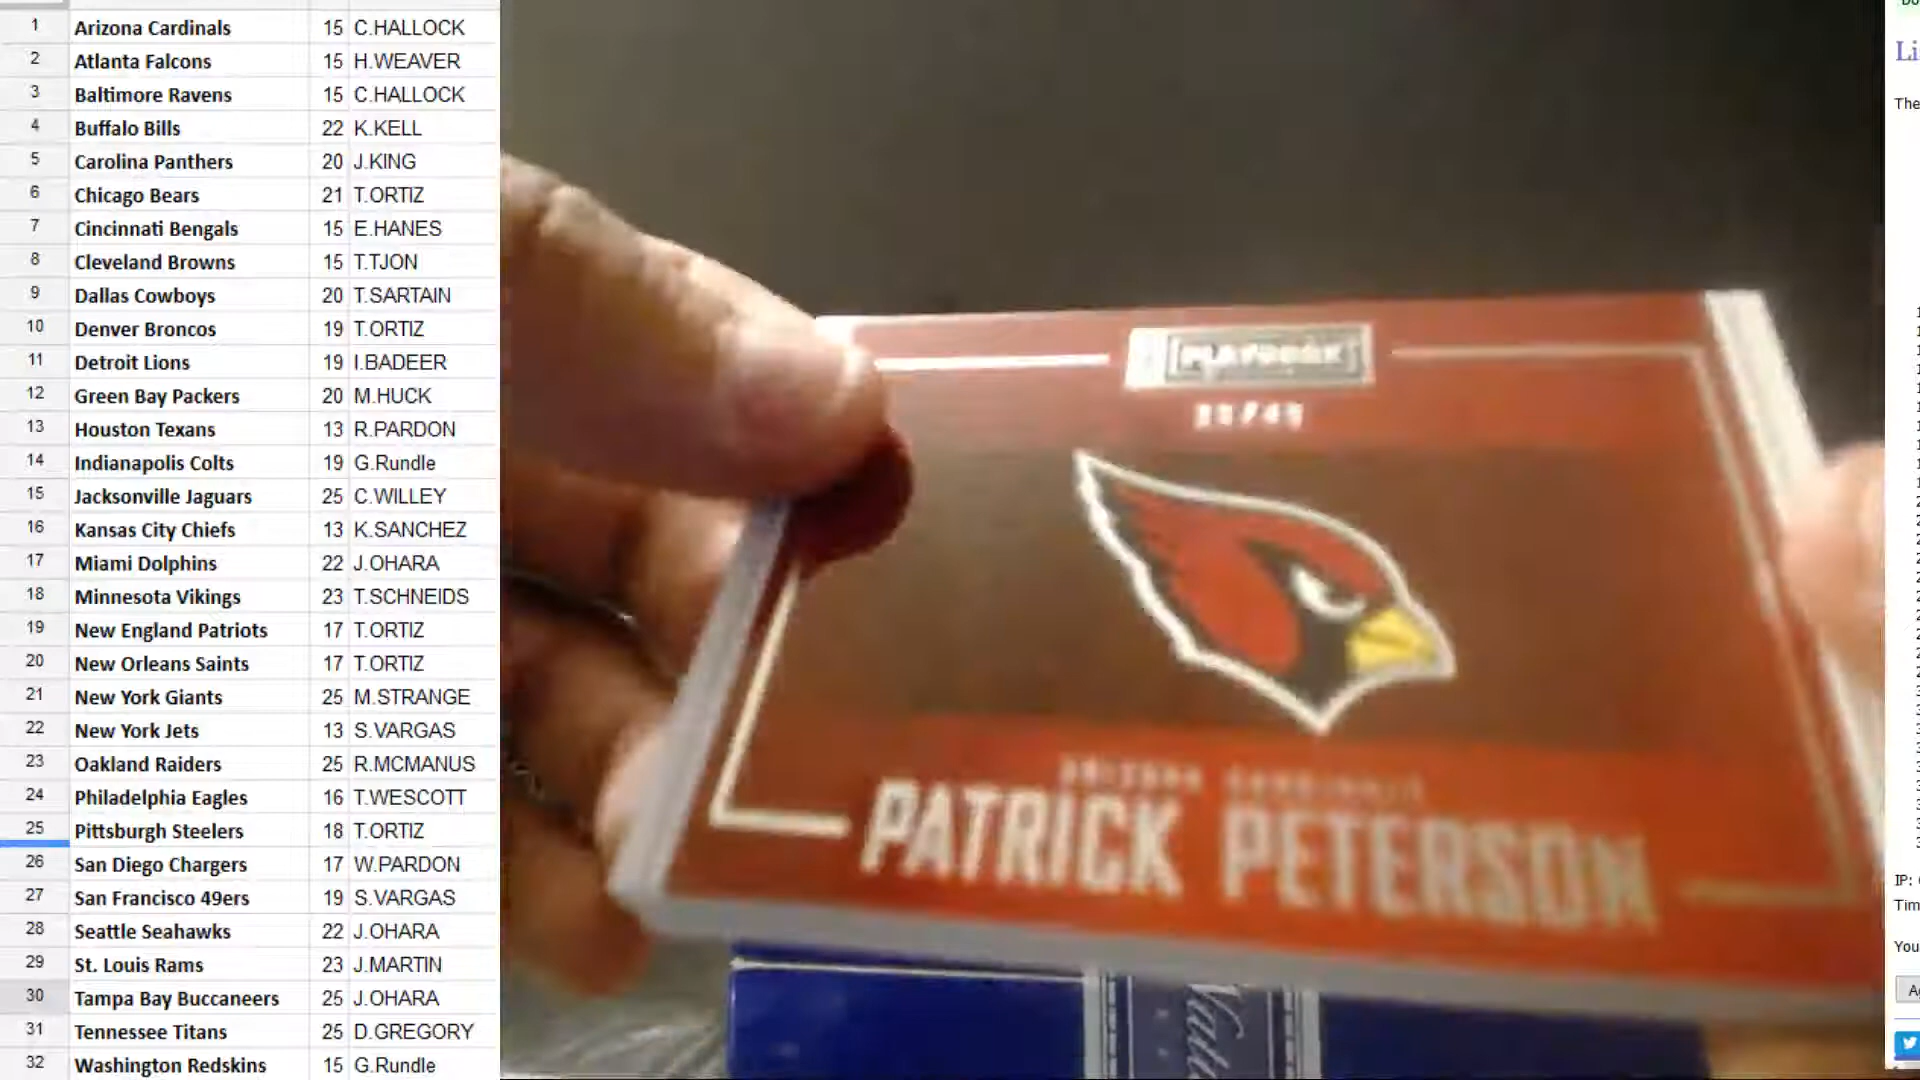 1 Arizona Cardinals 15 C.HALLOCK
2 Atlanta Falcons 15 H.WEAVER
3 Baltimore Ravens 15 C.HALLOCK
4 Buffalo Bills 22 K.KELL
5 Carolina Panthers 20 J.KING
6 Chicago Bears 21 T.ORTIZ
7 Cincinnati Bengals 15 E.HANES
8 Cleveland Browns 15 T.TJON
9 Dallas Cowboys 20 T.SARTAIN
10 Denver Broncos 19 T.ORTIZ
11 Detroit Lions 19 I.BADEER
12 Green Bay Packers 20 M.HUCK
13 Houston Texans 13 R.PARDON
14 Indianapolis Colts 19 G.Rundle
15 Jacksonville Jaguars 25 C.WILLEY
16 Kansas City Chiefs 13 K.SANCHEZ
17 Miami Dolphins 22 J.OHARA
18 Minnesota Vikings 23 T.SCHNEIDS
19 New England Patriots 17 T.ORTIZ
20 New Orleans Saints 17 T.ORTIZ
21 New York Giants 25 M.STRANGE
22 New York Jets 13 S.VARGAS
23 Oakland Raiders 25 R.MCMANUS
24 Philadelphia Eagles 16 T.WESCOTT
25 Pittsburgh Steelers 18 T.ORTIZ
26 San Diego Chargers 17 W.PARDON
27 San Francisco 49ers 19 S.VARGAS
28 Seattle Seahawks 22 J.OHARA
29 St. Louis Rams 23 J.MARTIN
30 Tampa Bay Buccaneers 25 J.OHARA
31 Tennessee Titans 25 D.GREGORY
32 Washington Redskins 15 G.Rundle
PLAYBOOK
ARIZONA CARDINALS
PATRICK PETERSON
The
IP: